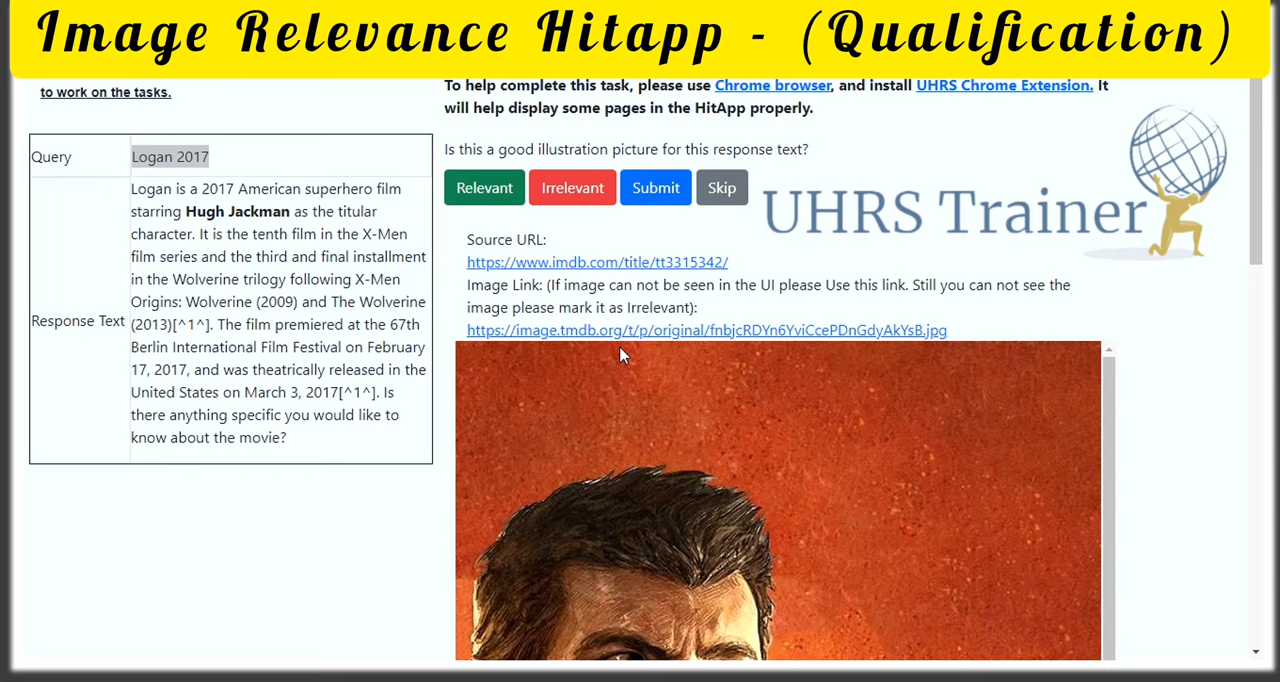 Image Relevance Hitapp - (Qualification)
to work on the tasks.
To help complete this task, please use Chrome browser, and install UHRS Chrome Extension. It
will help display some pages in the HitApp properly.
Query
Logan 2017
Response Text
Logan is a 2017 American superhero film
starring Hugh Jackman as the titular
character. It is the tenth film in the X-Men
film series and the third and final installment
in the Wolverine trilogy following X-Men
Origins: Wolverine (2009) and The Wolverine
(2013)[^1^]. The film premiered at the 67th
Berlin International Film Festival on February
17, 2017, and was theatrically released in the
United States on March 3, 2017[^1^]. Is
there anything specific you would like to
know about the movie?
Is this a good illustration picture for this response text?
Relevant Irrelevant Submit Skip
UHRS Trainer
Source URL:
https://www.imdb.com/title/tt3315342/
Image Link: (If image can not be seen in the UI please Use this link. Still you can not see the
image please mark it as Irrelevant):
https://image.tmdb.org/t/p/original/fnbjcRDYn6YviCcePDnGdyAkYsB.jpg